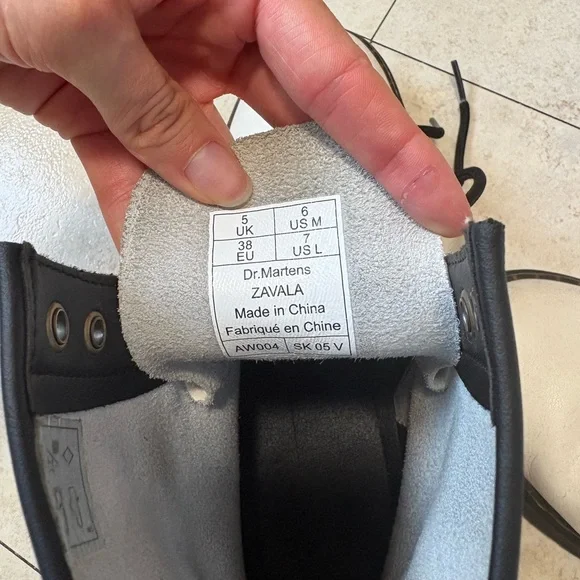 5 UK 6 US M
38 EU 7 US L
Dr.Martens
ZAVALA
Made in China
Fabriqué en Chine
AW004 SK 05 V